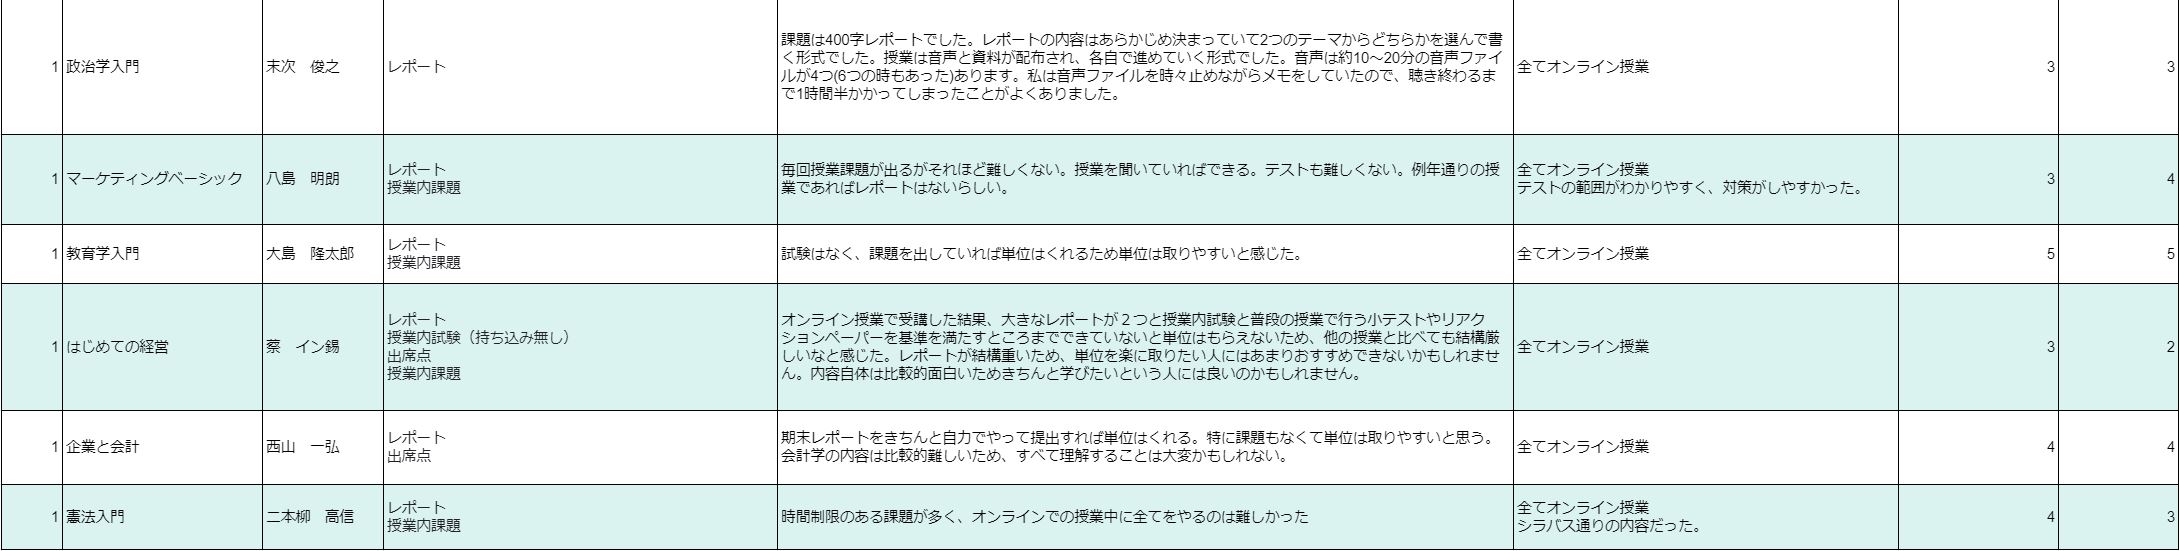 1 政治学入門 末次　俊之 レポート 課題は400字レポートでした。レポートの内容はあらかじめ決まっていて2つのテーマからどちらかを選んで書
く形式でした。授業は音声と資料が配布され、各自で進めていく形式でした。音声は約10～20分の音声ファイ
ルが4つ(6つの時もあった)あります。私は音声ファイルを時々止めながらメモをしていたので、聴き終わるま
で1時間半かかってしまったことがよくありました。 全てオンライン授業 3 3
1 マーケティングベーシック 八島　明朗 レポート
授業内課題
毎回授業課題が出るがそれほど難しくない。授業を聞いていればできる。テストも難しくない。例年通りの授
業であればレポートはないらしい。
全てオンライン授業
テストの範囲がわかりやすく、対策がしやすかった。 3 4
1 教育学入門 大島　隆太郎 レポート
授業内課題
試験はなく、課題を出していれば単位はくれるため単位は取りやすいと感じた。 全てオンライン授業 5 5
1 はじめての経営 蔡　イン錫 レポート
授業内試験（持ち込み無し）
出席点
授業内課題
オンライン授業で受講した結果、大きなレポートが２つと授業内試験と普段の授業で行う小テストやリアク
ションペーパーを基準を満たすところまでできていないと単位はもらえないため、他の授業と比べても結構厳
しいなと感じた。レポートが結構重いため、単位を楽に取りたい人にはあまりおすすめできないかもしれませ
ん。内容自体は比較的面白いためきちんと学びたいという人には良いのかもしれません。 全てオンライン授業 3 2
1 企業と会計 西山　一弘 レポート
出席点
期末レポートをきちんと自力でやって提出すれば単位はくれる。特に課題もなくて単位は取りやすいと思う。
会計学の内容は比較的難しいため、すべて理解することは大変かもしれない。 全てオンライン授業 4 4
1 憲法入門 二本柳　高信 レポート
授業内課題
時間制限のある課題が多く、オンラインでの授業中に全てをやるのは難しかった 全てオンライン授業
シラバス通りの内容だった。 4 3